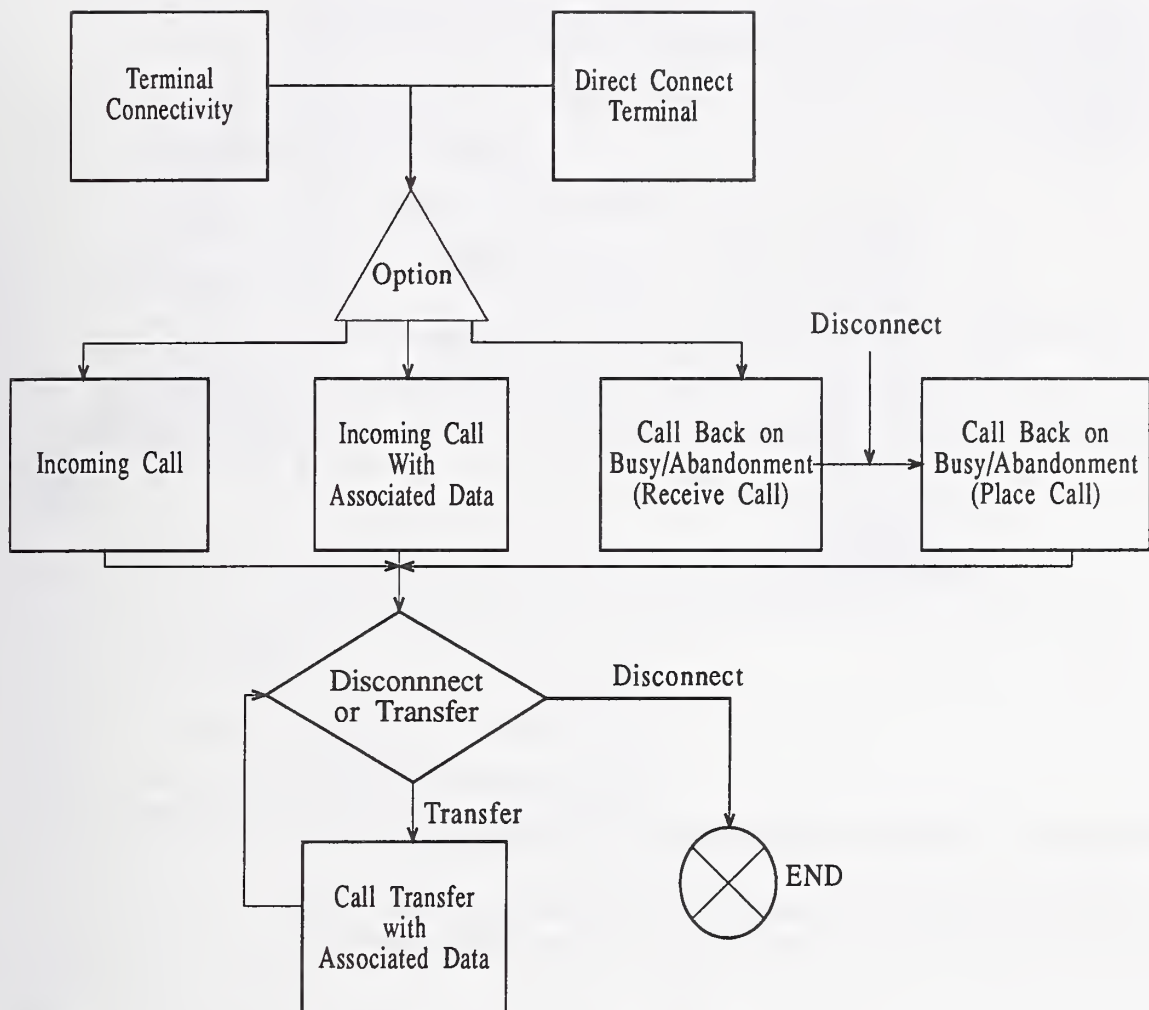 Terminal
Connectivity
Direct Connect
Terminal
Option
Disconnect
Incoming Call
Incoming Call
With
Associated Data
Call Back on
Busy/Abandonment
(Receive Call)
Call Back on
Busy/Abandonment
(Place Call)
Disconnnect
or Transfer
Disconnect
Transfer
END
Call Transfer
with
Associated Data